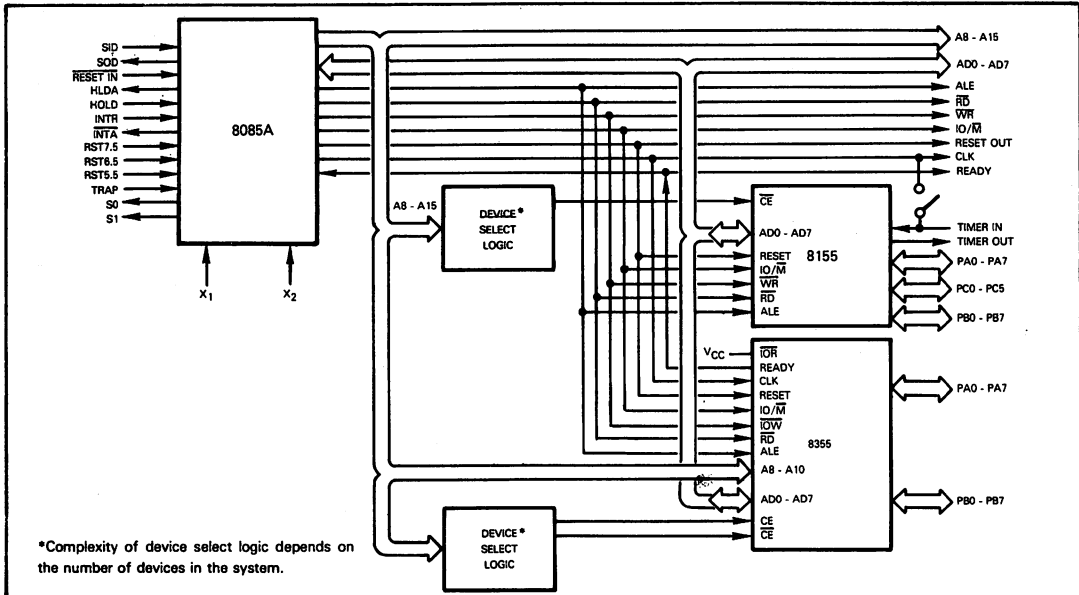 SID
SOD
RESET IN
HLDA
HOLD
INTR
INTA
RST7.5
RST6.5
RST5.5
TRAP
S0
S1
8085A
X1
X2
A8 - A15
AD0 - AD7
ALE
RD
WR
IO/M
RESET OUT
CLK
READY
A8 - A15
DEVICE*
SELECT
LOGIC
CE
AD0 - AD7
8155
RESET
IO/M
WR
RD
ALE
TIMER IN
TIMER OUT
PA0 - PA7
PC0 - PC5
PB0 - PB7
VCC
IOR
READY
CLK
RESET
IO/M
IOW
RD
ALE
A8 - A10
AD0 - AD7
CE
CE
8355
PA0 - PA7
PB0 - PB7
DEVICE*
SELECT
LOGIC
*Complexity of device select logic depends on
the number of devices in the system.